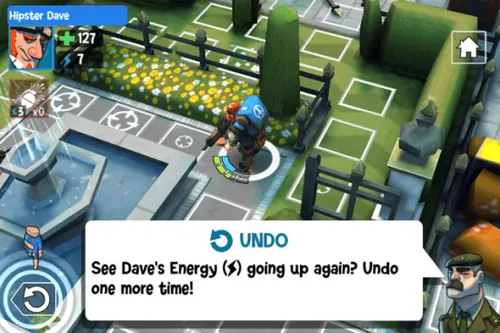 Hipster Dave
127
7
3 x0
UNDO
See Dave's Energy (⚡) going up again? Undo
one more time!